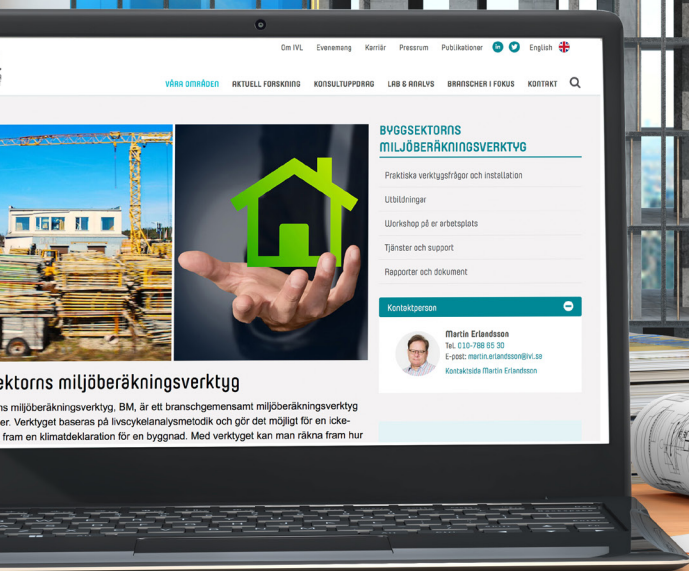 Om IVL Evenemang Karriär Pressrum Publikationer in English
VÅRA OMRÅDEN AKTUELL FORSKNING KONSULTUPPDRAG LAB & ANALYS BRANSCHER I FOKUS KONTAKT
BYGGSEKTORNS
MILJÖBERÄKNINGSVERKTYG
Praktiska verktygsfrågor och installation
Utbildningar
Workshop på er arbetsplats
Tjänster och support
Rapporter och dokument
Kontaktperson
Martin Erlandsson
Tel. 010-788 65 30
E-post: martin.erlandsson@ivl.se
Kontaktsida Martin Erlandsson
ektorns miljöberäkningsverktyg
ns miljöberäkningsverktyg, BM, är ett branschgemensamt miljöberäkningsverktyg
er. Verktyget baseras på livscykelanalysmetodik och gör det möjligt för en icke-
fram en klimatdeklaration för en byggnad. Med verktyget kan man räkna fram hur